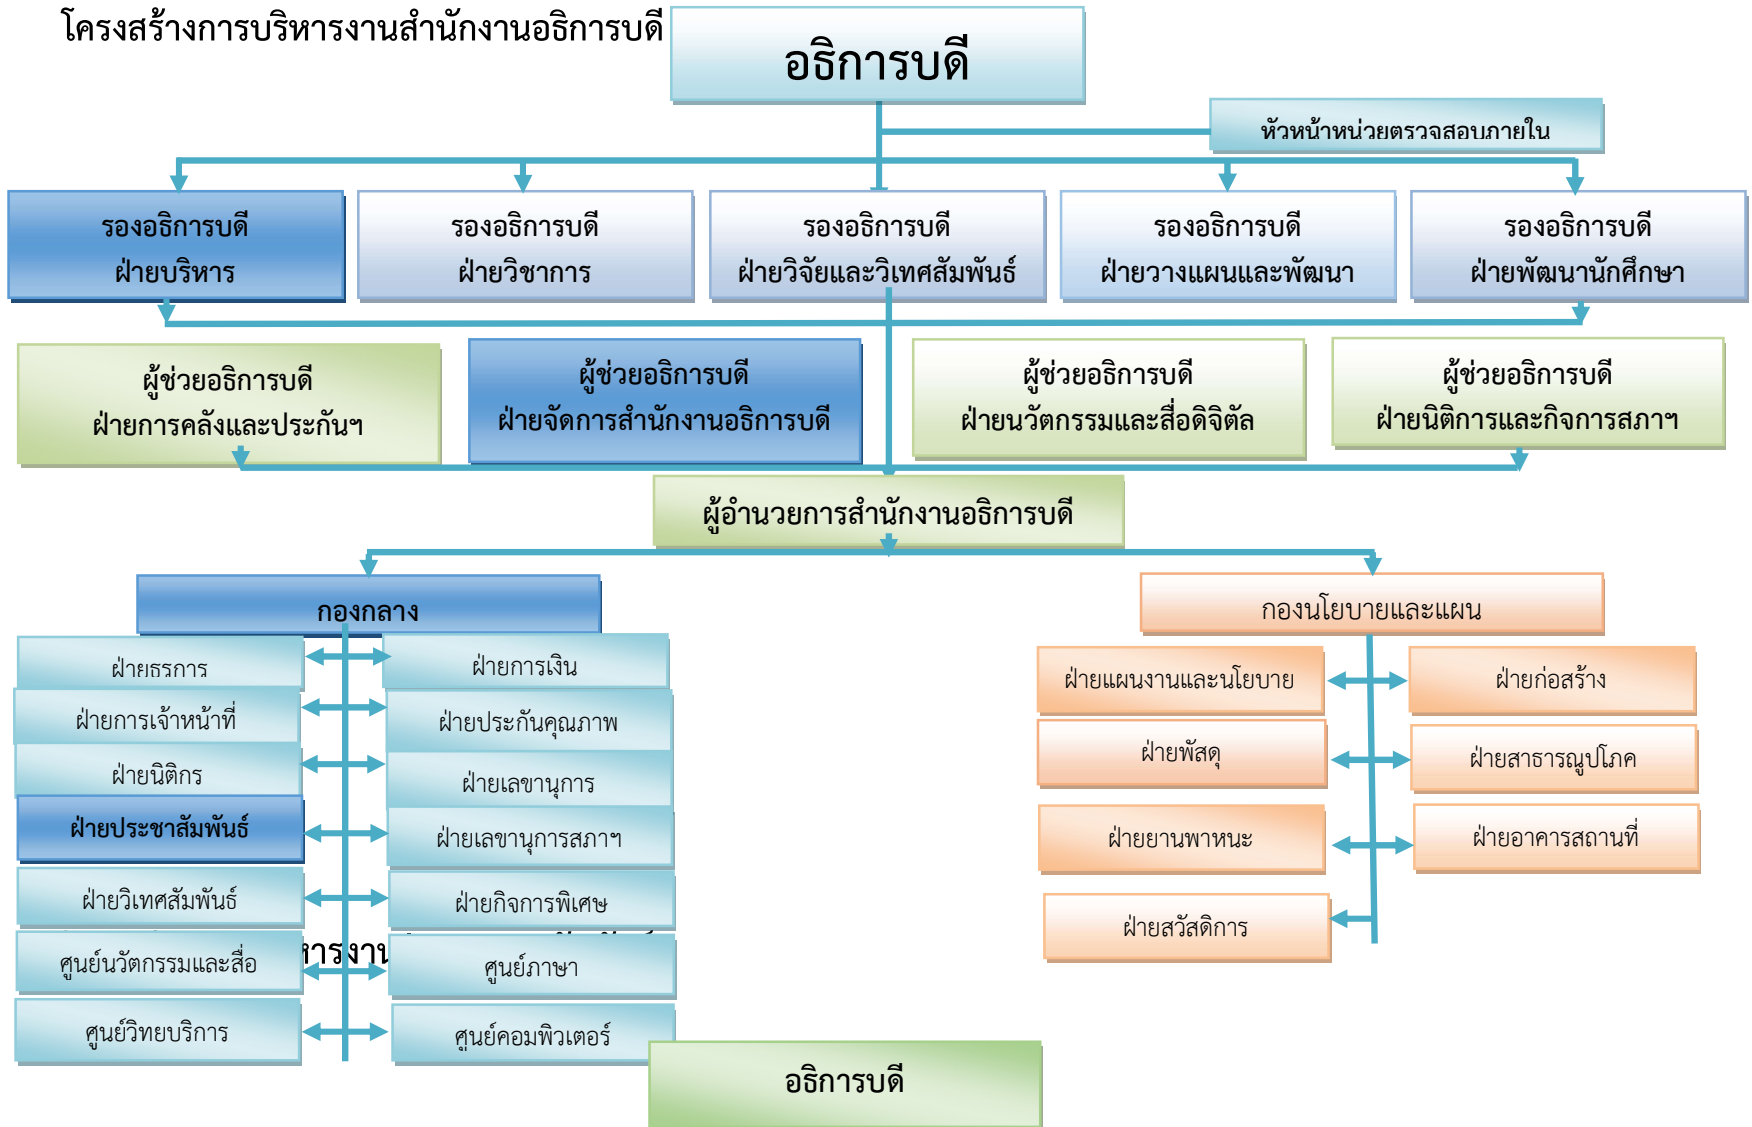 โครงสร้างการบริหารงานสำนักงานอธิการบดี
อธิการบดี
หัวหน้าหน่วยตรวจสอบภายใน
รองอธิการบดี
ฝ่ายบริหาร
รองอธิการบดี
ฝ่ายวิชาการ
รองอธิการบดี
ฝ่ายวิจัยและวิเทศสัมพันธ์
รองอธิการบดี
ฝ่ายวางแผนและพัฒนา
รองอธิการบดี
ฝ่ายพัฒนานักศึกษา
ผู้ช่วยอธิการบดี
ฝ่ายการคลังและประกันฯ
ผู้ช่วยอธิการบดี
ฝ่ายจัดการสำนักงานอธิการบดี
ผู้ช่วยอธิการบดี
ฝ่ายนวัตกรรมและสื่อดิจิตัล
ผู้ช่วยอธิการบดี
ฝ่ายนิติการและกิจการสภาฯ
ผู้อำนวยการสำนักงานอธิการบดี
กองกลาง
ฝ่ายธุรการ
ฝ่ายการเงิน
ฝ่ายการเจ้าหน้าที่
ฝ่ายประกันคุณภาพ
ฝ่ายนิติกร
ฝ่ายเลขานุการ
ฝ่ายประชาสัมพันธ์
ฝ่ายเลขานุการสภาฯ
ฝ่ายวิเทศสัมพันธ์
ฝ่ายกิจการพิเศษ
ศูนย์นวัตกรรมและสื่อ
หารงาน
ศูนย์ภาษา
ศูนย์วิทยบริการ
ศูนย์คอมพิวเตอร์
กองนโยบายและแผน
ฝ่ายแผนงานและนโยบาย
ฝ่ายก่อสร้าง
ฝ่ายพัสดุ
ฝ่ายสาธารณูปโภค
ฝ่ายยานพาหนะ
ฝ่ายอาคารสถานที่
ฝ่ายสวัสดิการ
อธิการบดี